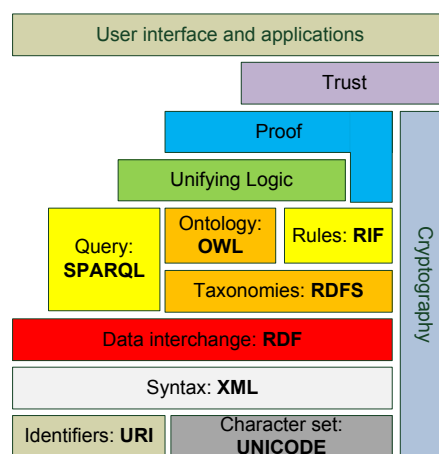 User interface and applications
Trust
Proof
Unifying Logic
Query:
SPARQL
Ontology:
OWL
Rules: RIF
Taxonomies: RDFS
Cryptography
Data interchange: RDF
Syntax: XML
Identifiers: URI
Character set:
UNICODE